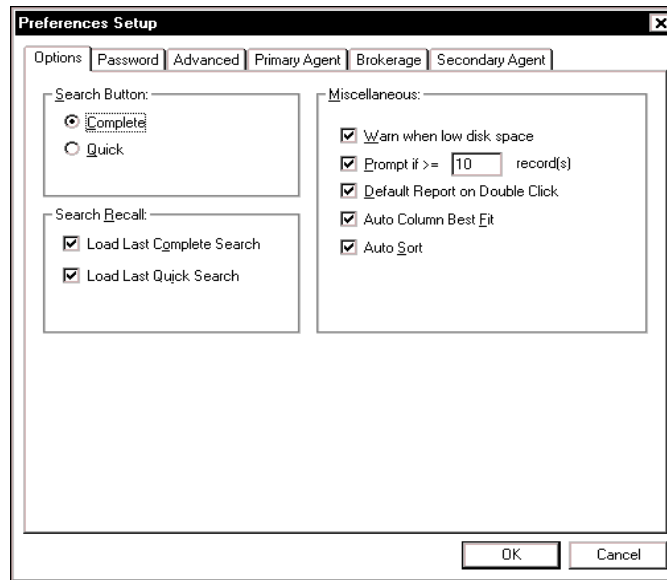 Preferences Setup
Options Password Advanced Primary Agent Brokerage Secondary Agent
Search Button:
Complete
Quick
Search Recall:
Load Last Complete Search
Load Last Quick Search
Miscellaneous:
Warn when low disk space
Prompt if >= 10 record(s)
Default Report on Double Click
Auto Column Best Fit
Auto Sort
OK Cancel